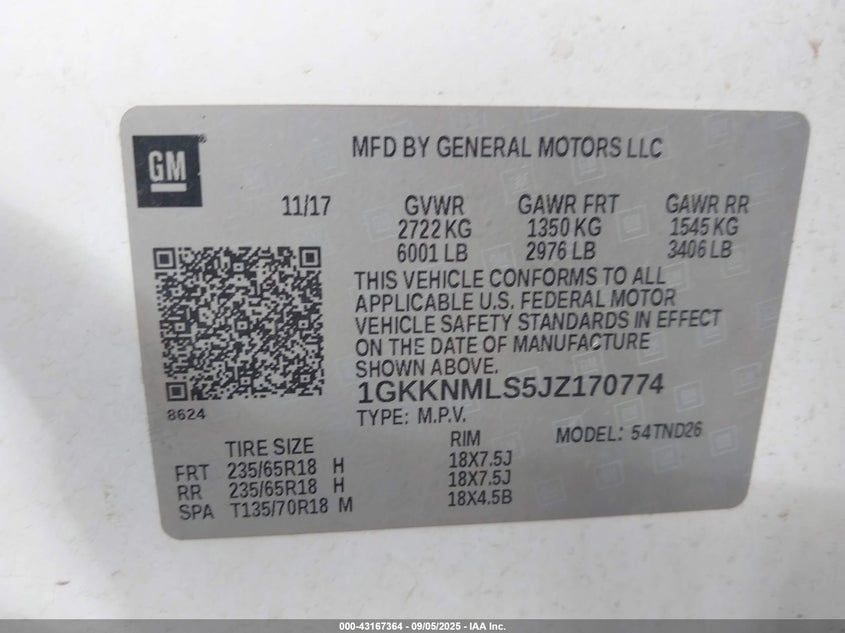 GM
MFD BY GENERAL MOTORS LLC
11/17 GVWR GAWR FRT GAWR RR
2722 KG 1350 KG 1545 KG
6001 LB 2976 LB 3406 LB
THIS VEHICLE CONFORMS TO ALL
APPLICABLE U.S. FEDERAL MOTOR
VEHICLE SAFETY STANDARDS IN EFFECT
ON THE DATE OF MANUFACTURE
SHOWN ABOVE.
1GKKNMLS5JZ170774
8624
TYPE: M.P.V.
MODEL: 54TND26
TIRE SIZE RIM
FRT 235/65R18 H 18X7.5J
RR 235/65R18 H 18X7.5J
SPA T135/70R18 M 18X4.5B
000-43167364 - 09/05/2025 - IAA Inc.